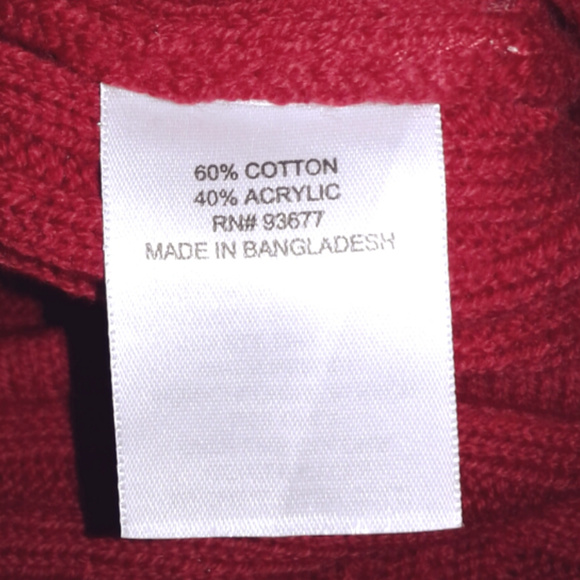 60% COTTON
40% ACRYLIC
RN# 93677
MADE IN BANGLADESH